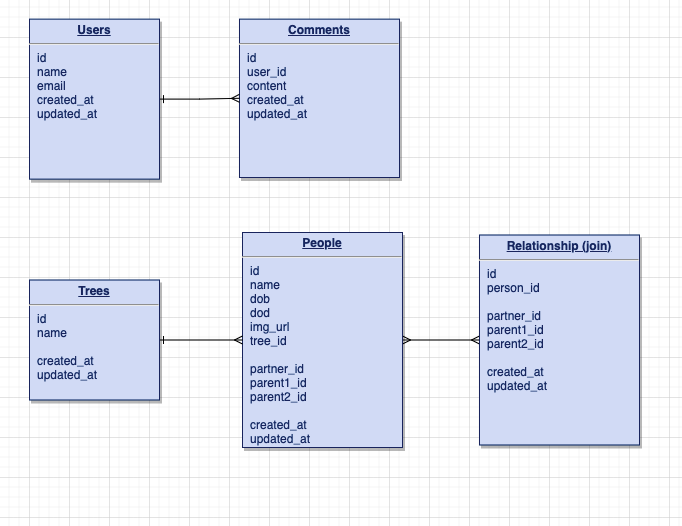 Users
id
name
email
created_at
updated_at
Comments
id
user_id
content
created_at
updated_at
Trees
id
name
created_at
updated_at
People
id
name
dob
dod
img_url
tree_id
partner_id
parent1_id
parent2_id
created_at
updated_at
Relationship (join)
id
person_id
partner_id
parent1_id
parent2_id
created_at
updated_at